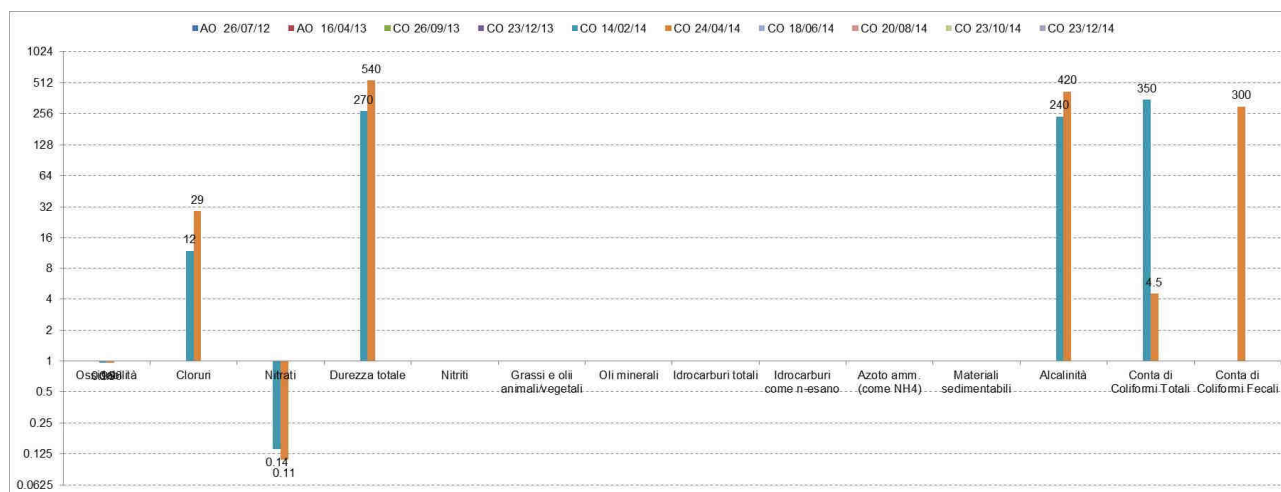 AO 26/07/12 AO 16/04/13 CO 26/09/13 CO 23/12/13 CO 14/02/14 CO 24/04/14 CO 18/06/14 CO 20/08/14 CO 23/10/14 CO 23/12/14
1024
512
256
128
64
32
16
8
4
2
1
0.5
0.25
0.125
0.0625
12
29
0.14
0.11
270
540
240
420
350
4.5
300
Cloruri
Nitrati
Durezza totale
Nitriti
Grassi e olii
animali/vegetali
Oli minerali
Idrocarburi totali
Idrocarburi
come n-esano
Azoto amm.
(come NH4)
Materiali
sedimentabili
Alcalinità
Conta di
Coliformi Totali
Conta di
Coliformi Fecali